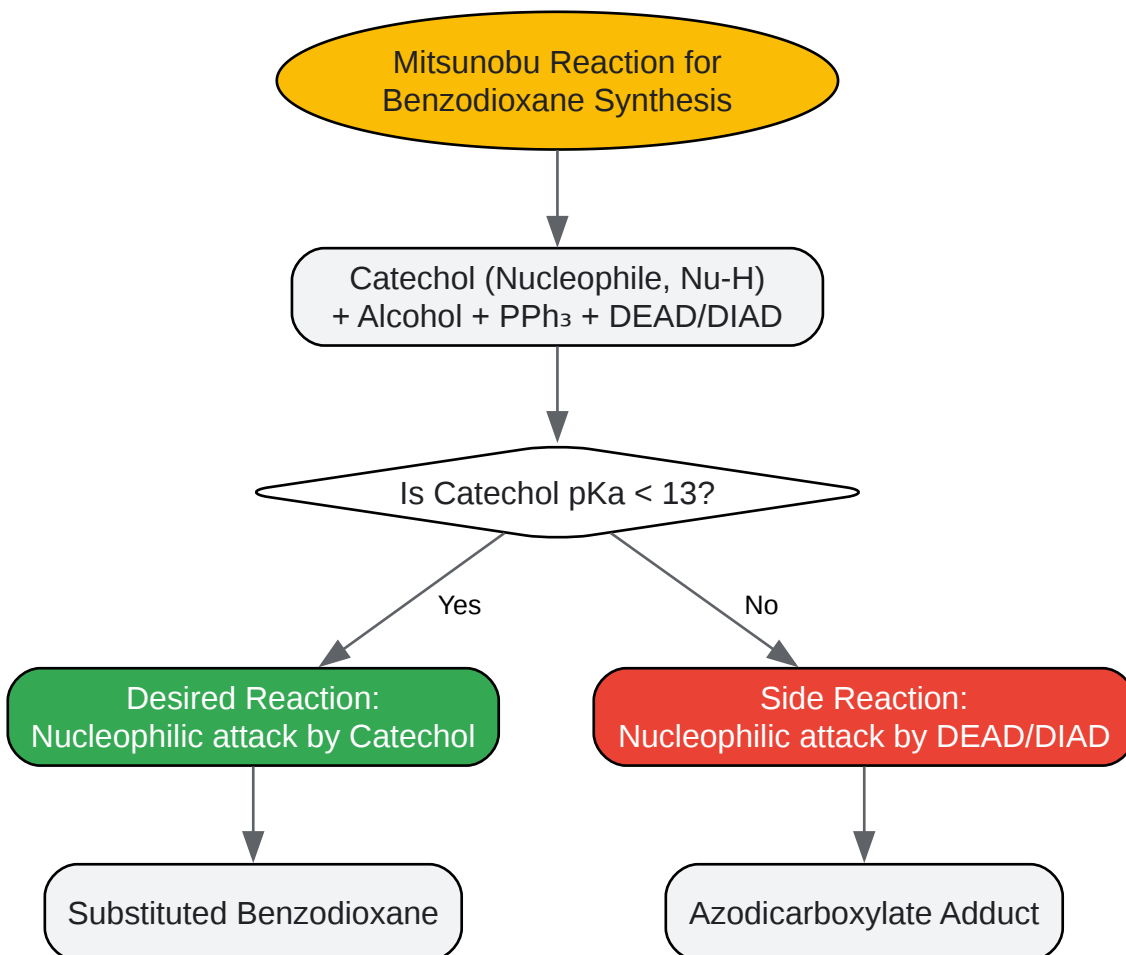 Mitsunobu Reaction for
Benzodioxane Synthesis
Catechol (Nucleophile, Nu-H)
+ Alcohol + PPh₃ + DEAD/DIAD
Is Catechol pKa < 13?
Yes
No
Desired Reaction:
Nucleophilic attack by Catechol
Side Reaction:
Nucleophilic attack by DEAD/DIAD
Substituted Benzodioxane
Azodicarboxylate Adduct